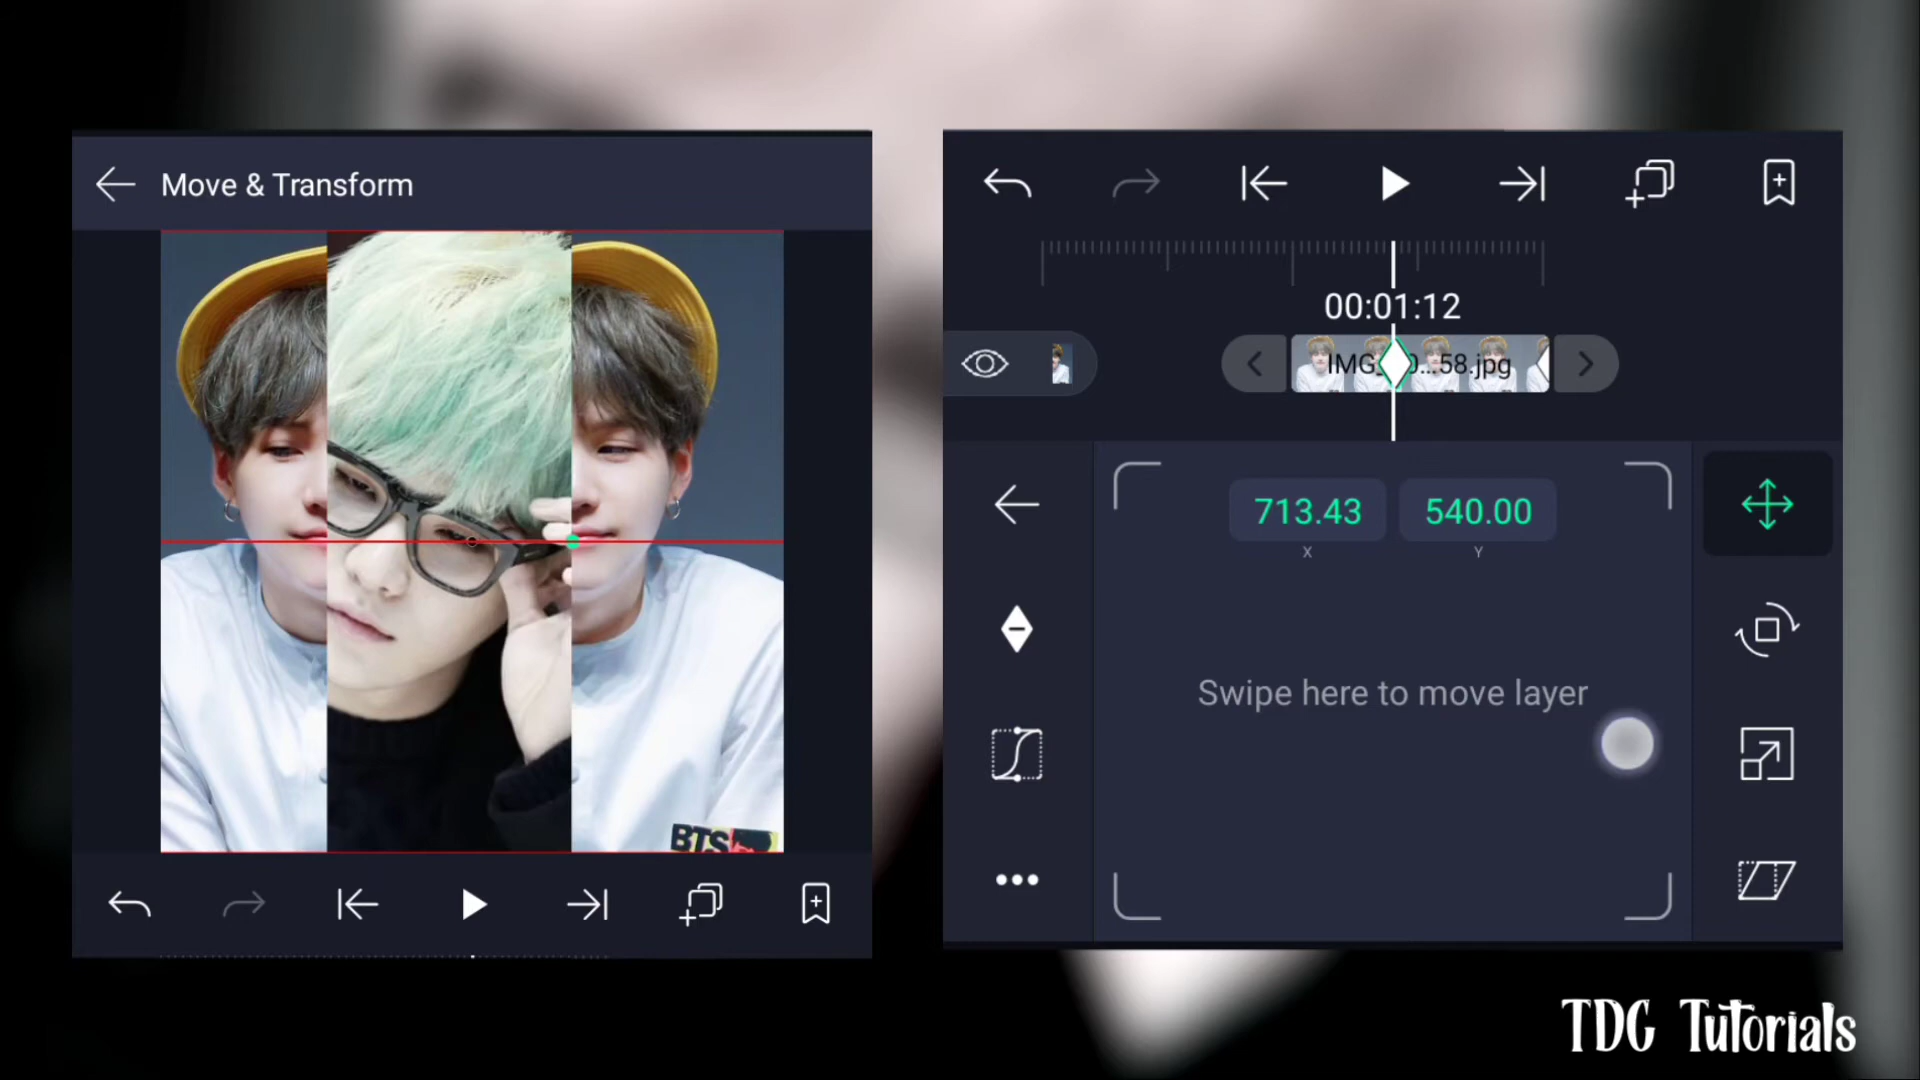 Move & Transform
BTS
00:01:12
IMG_ 0...58.jpg
713.43 540.00
X Y
Swipe here to move layer
TDG Tutorials